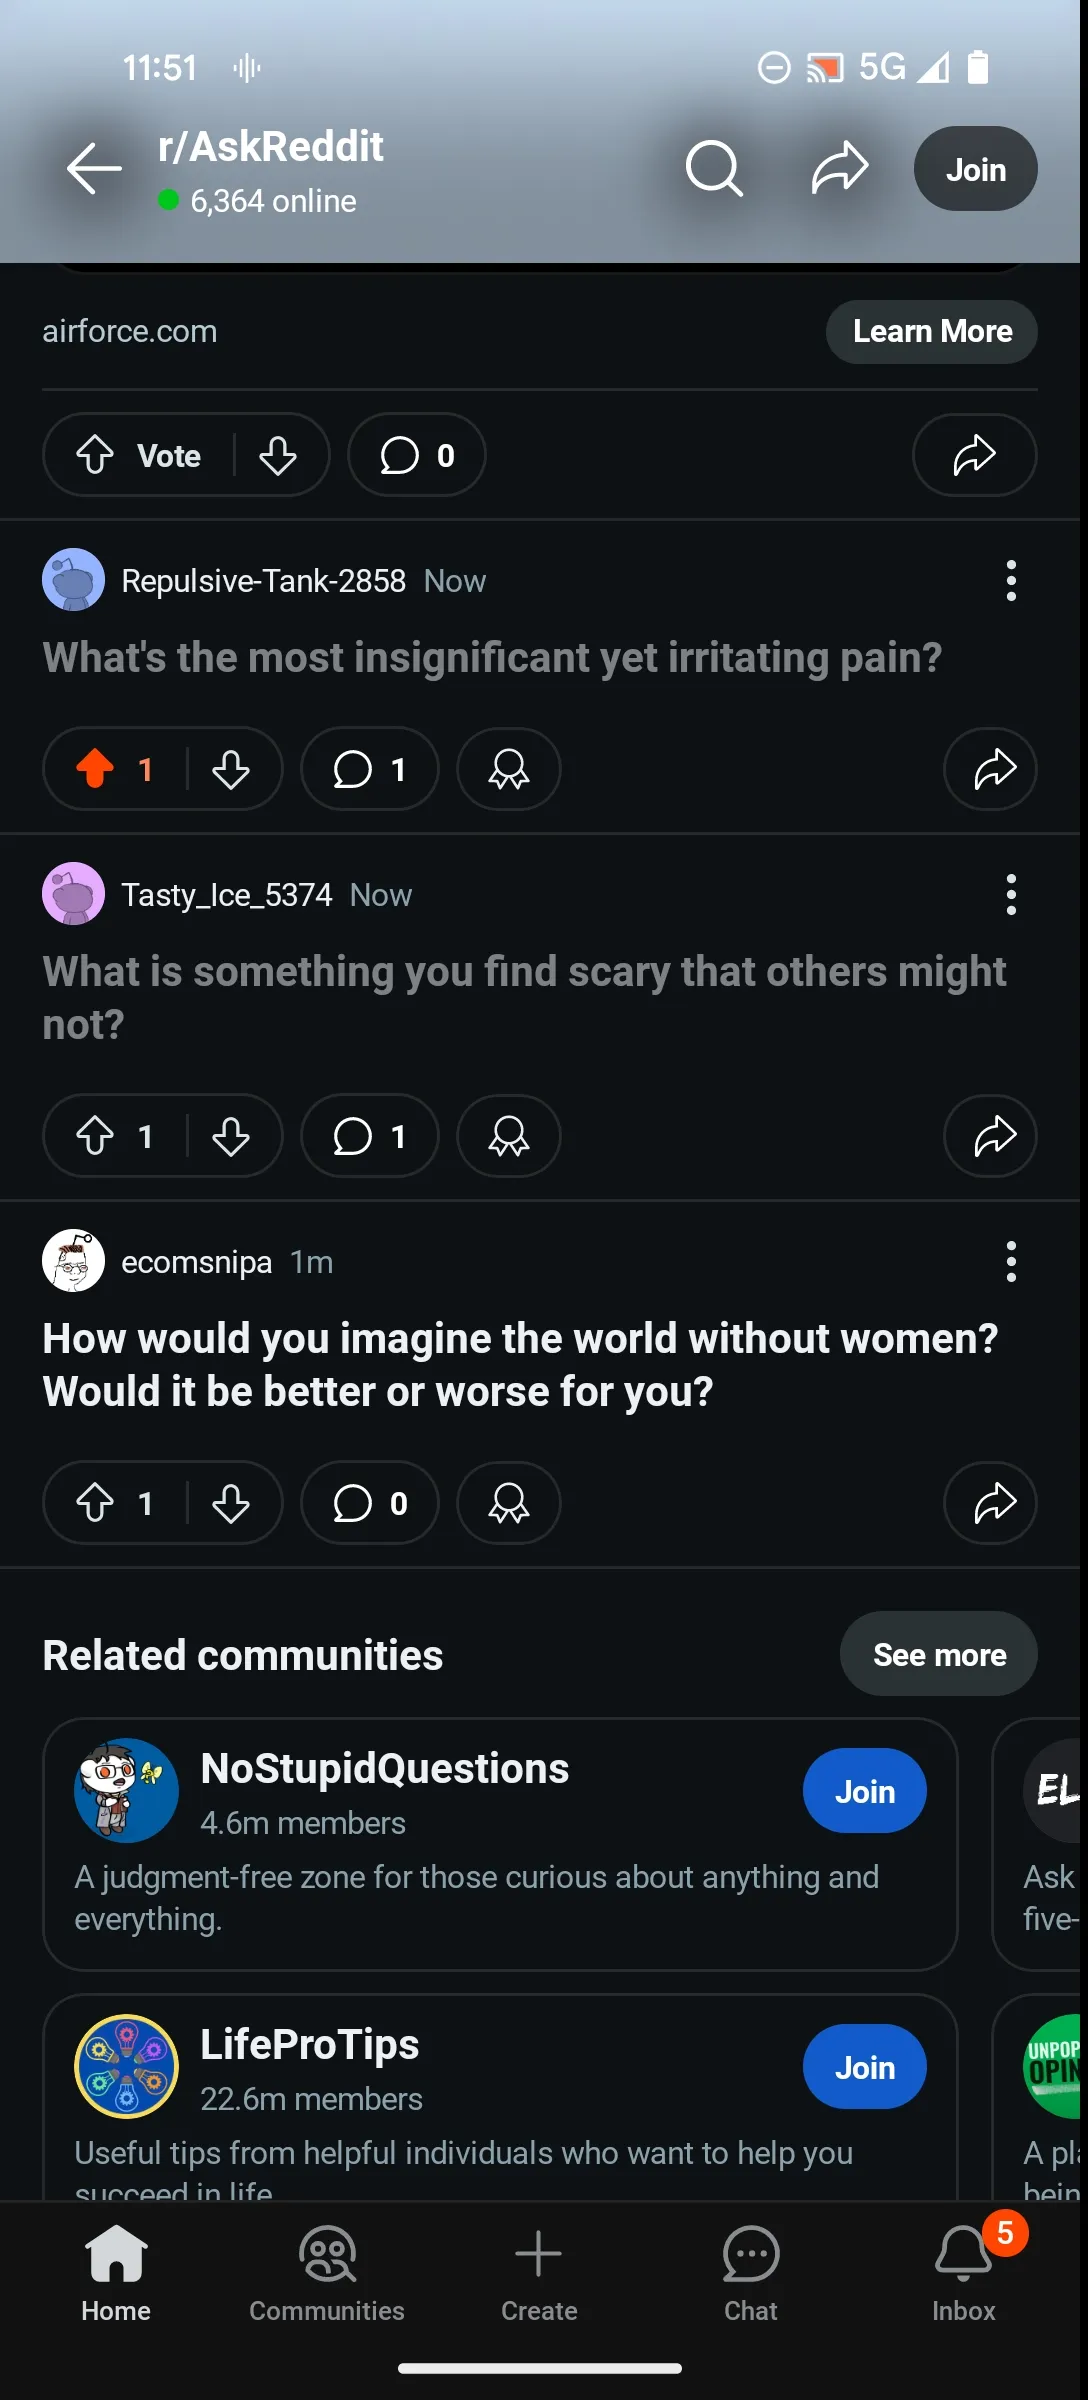 11:51
5G
r/AskReddit
6,364 online
Join
airforce.com
Learn More
Vote
0
Repulsive-Tank-2858 Now
What's the most insignificant yet irritating pain?
1
1
Tasty_Ice_5374 Now
What is something you find scary that others might
not?
1
1
ecomsnipa 1m
How would you imagine the world without women?
Would it be better or worse for you?
1
0
Related communities
See more
NoStupidQuestions
4.6m members
Join
A judgment-free zone for those curious about anything and
everything.
EL
Ask
five-
LifeProTips
22.6m members
Join
Useful tips from helpful individuals who want to help you
succeed in life
UNPOP
OPIN
A pla
bein
5
Home
Communities
Create
Chat
Inbox